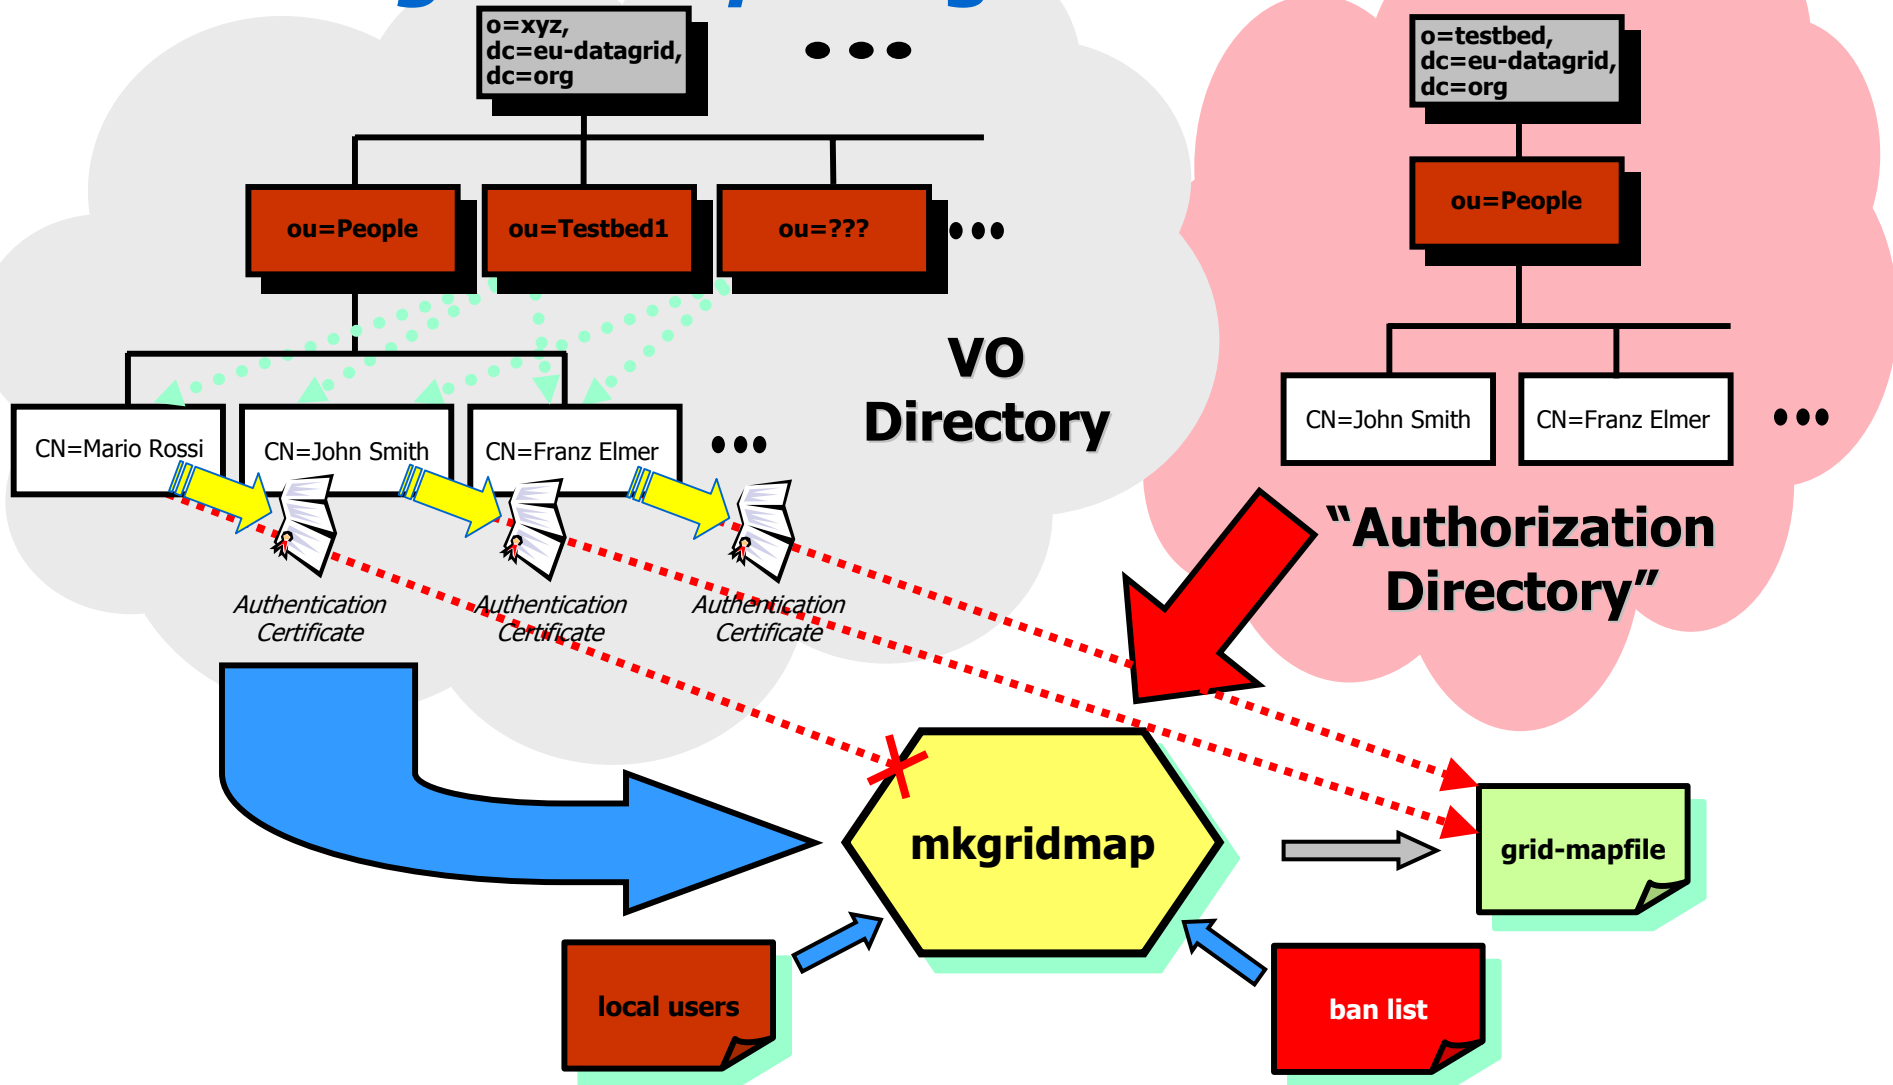 o=xyz,
dc=eu-datagrid,
dc=org
o=testbed,
dc=eu-datagrid,
dc=org
ou=People
ou=Testbed1
ou=???
ou=People
VO
Directory
CN=Mario Rossi
CN=John Smith
CN=Franz Elmer
CN=John Smith
CN=Franz Elmer
“Authorization
Directory”
Authentication
Certificate
Authentication
Certificate
Authentication
Certificate
mkgridmap
grid-mapfile
local users
ban list